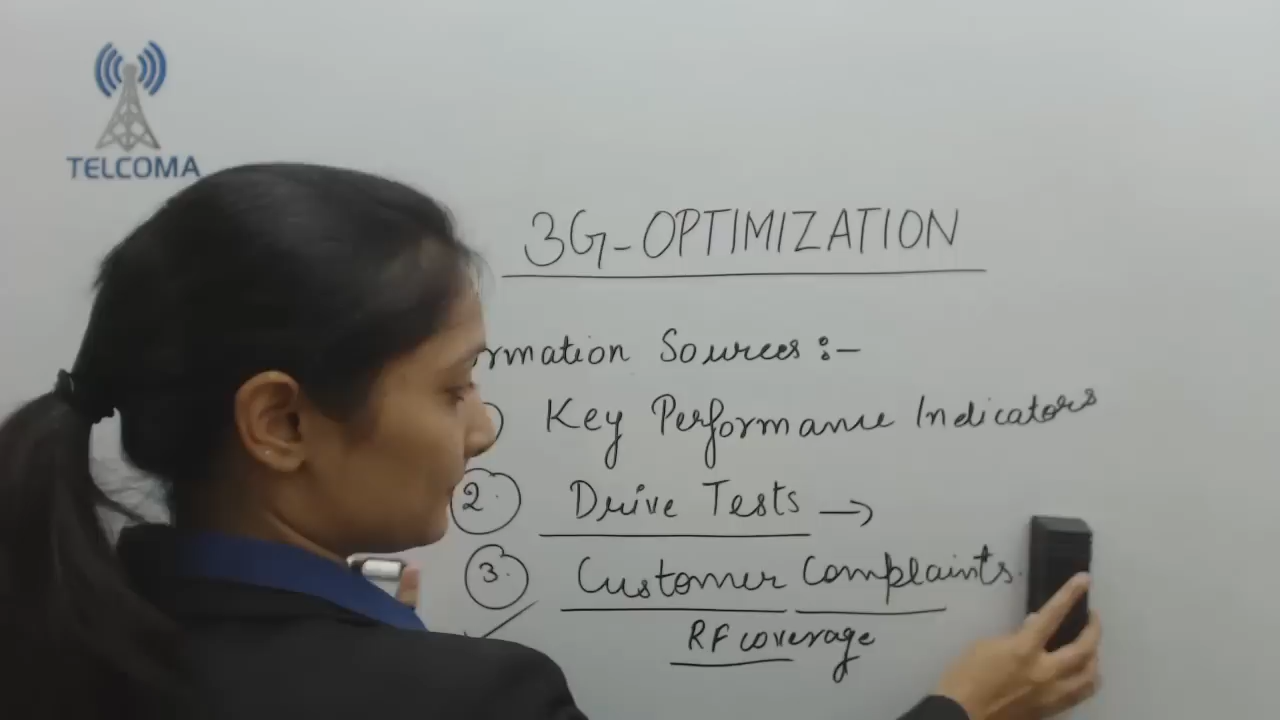 TELCOMA
3G-OPTIMIZATION
rmation Sources :-
Key Performance Indicators
2. Drive Tests →
3. Customer Complaints.
RF coverage